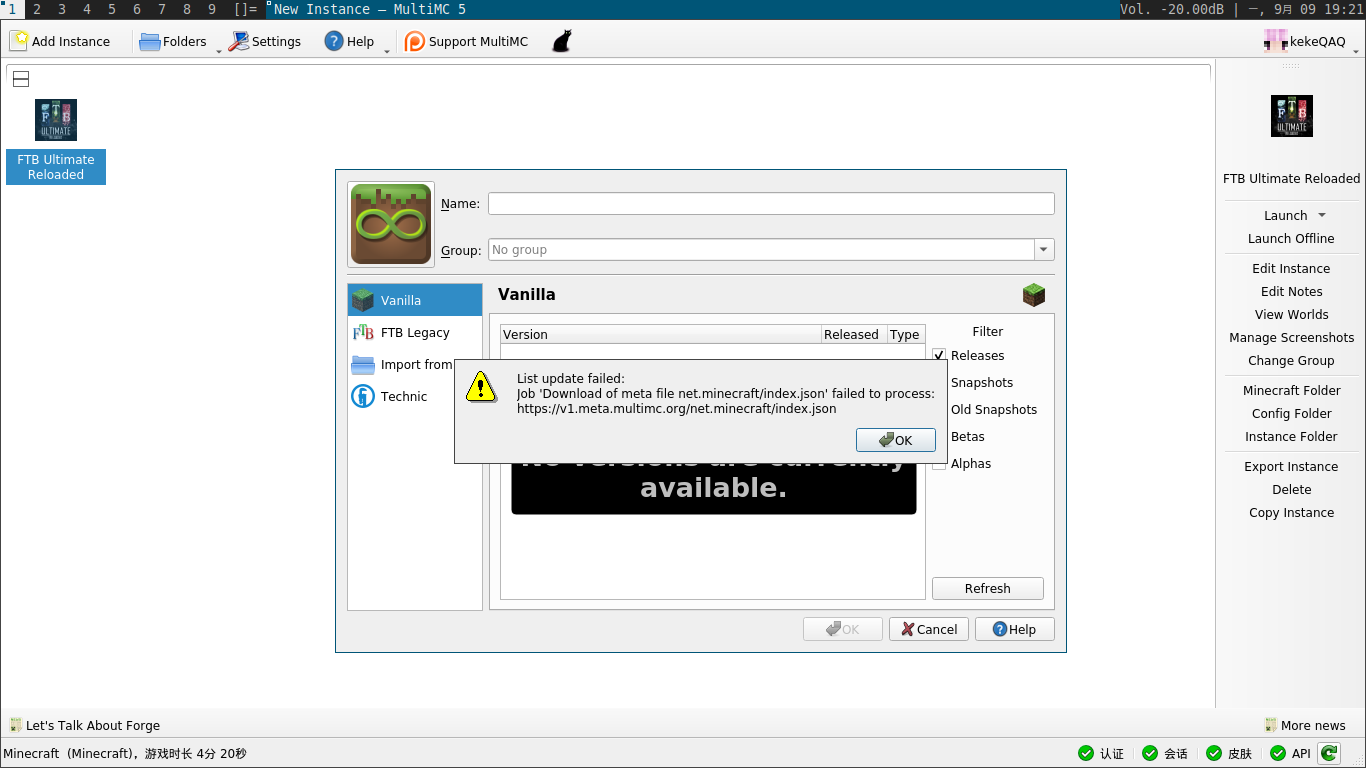 1 2 3 4 5 6 7 8 9 []= New Instance — MultiMC 5 Vol. -20.00dB | 一, 9月 09 19:21
Add Instance Folders Settings Help Support MultiMC kekeQAQ
FTB Ultimate
Reloaded
FTB
ULTIMATE
FTB Ultimate Reloaded
Launch
Launch Offline
Edit Instance
Edit Notes
View Worlds
Manage Screenshots
Change Group
Minecraft Folder
Config Folder
Instance Folder
Export Instance
Delete
Copy Instance
Name:
Group: No group
Vanilla
FTB Legacy
Import from
Technic
Vanilla
Version Released Type
Filter
Releases
Snapshots
Old Snapshots
Betas
Alphas
List update failed:
Job 'Download of meta file net.minecraft/index.json' failed to process:
https://v1.meta.multimc.org/net.minecraft/index.json
OK
No versions are currently
available.
Refresh
OK Cancel Help
Let's Talk About Forge More news
Minecraft (Minecraft)，游戏时长 4分 20秒 认证 会话 皮肤 API